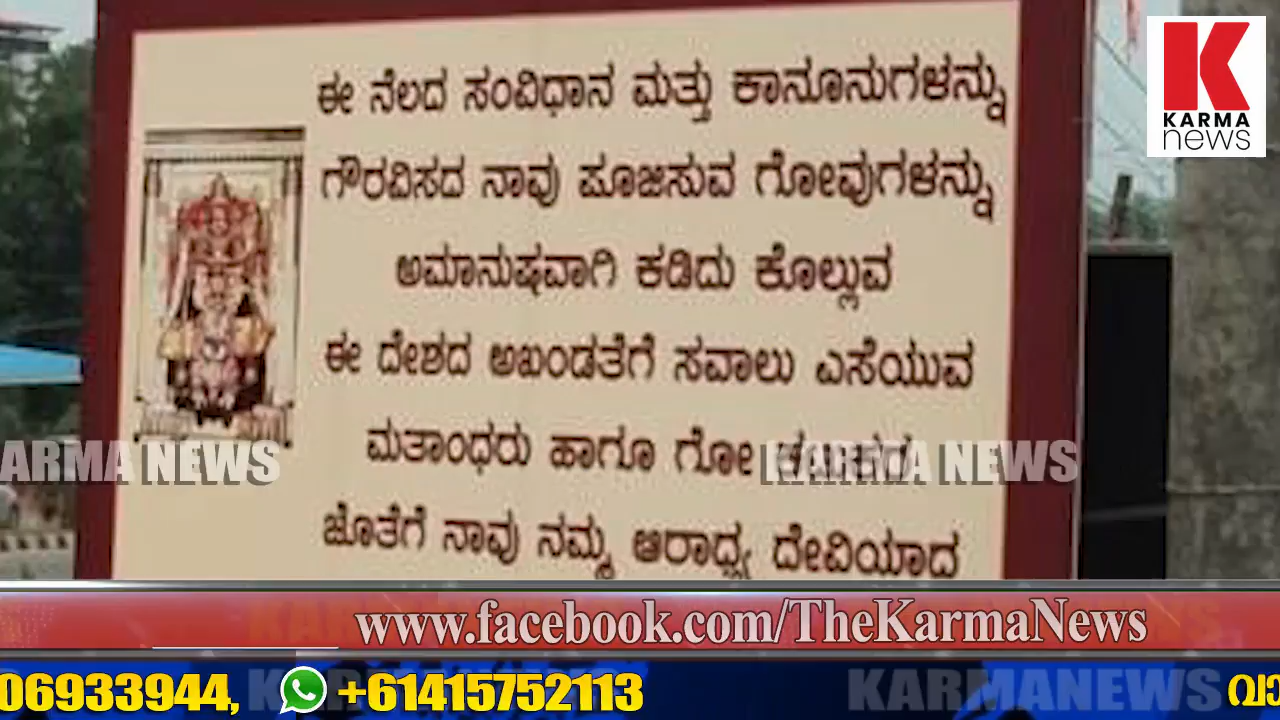 ಈ ನೆಲದ ಸಂವಿಧಾನ ಮತ್ತು ಕಾನೂನುಗಳನ್ನು
ಗೌರವಿಸದ ನಾವು ಪೂಜಿಸುವ ಗೋವುಗಳನ್ನು
ಅಮಾನುಷವಾಗಿ ಕಡಿದು ಕೊಲ್ಲುವ
ಈ ದೇಶದ ಅಖಂಡತೆಗೆ ಸವಾಲು ಎಸೆಯುವ
ಮತಾಂಧರು ಹಾಗೂ ಗೋ
ಜೊತೆಗೆ ನಾವು ನಮ್ಮ ಆರಾಧ್ಯ ದೇವಿಯಾದ
K
KARMA
news
ARMA NEWS
KARMA NEWS
www.facebook.com/TheKarmaNews
06933944,
+61415752113
KARMANEWS
വാ